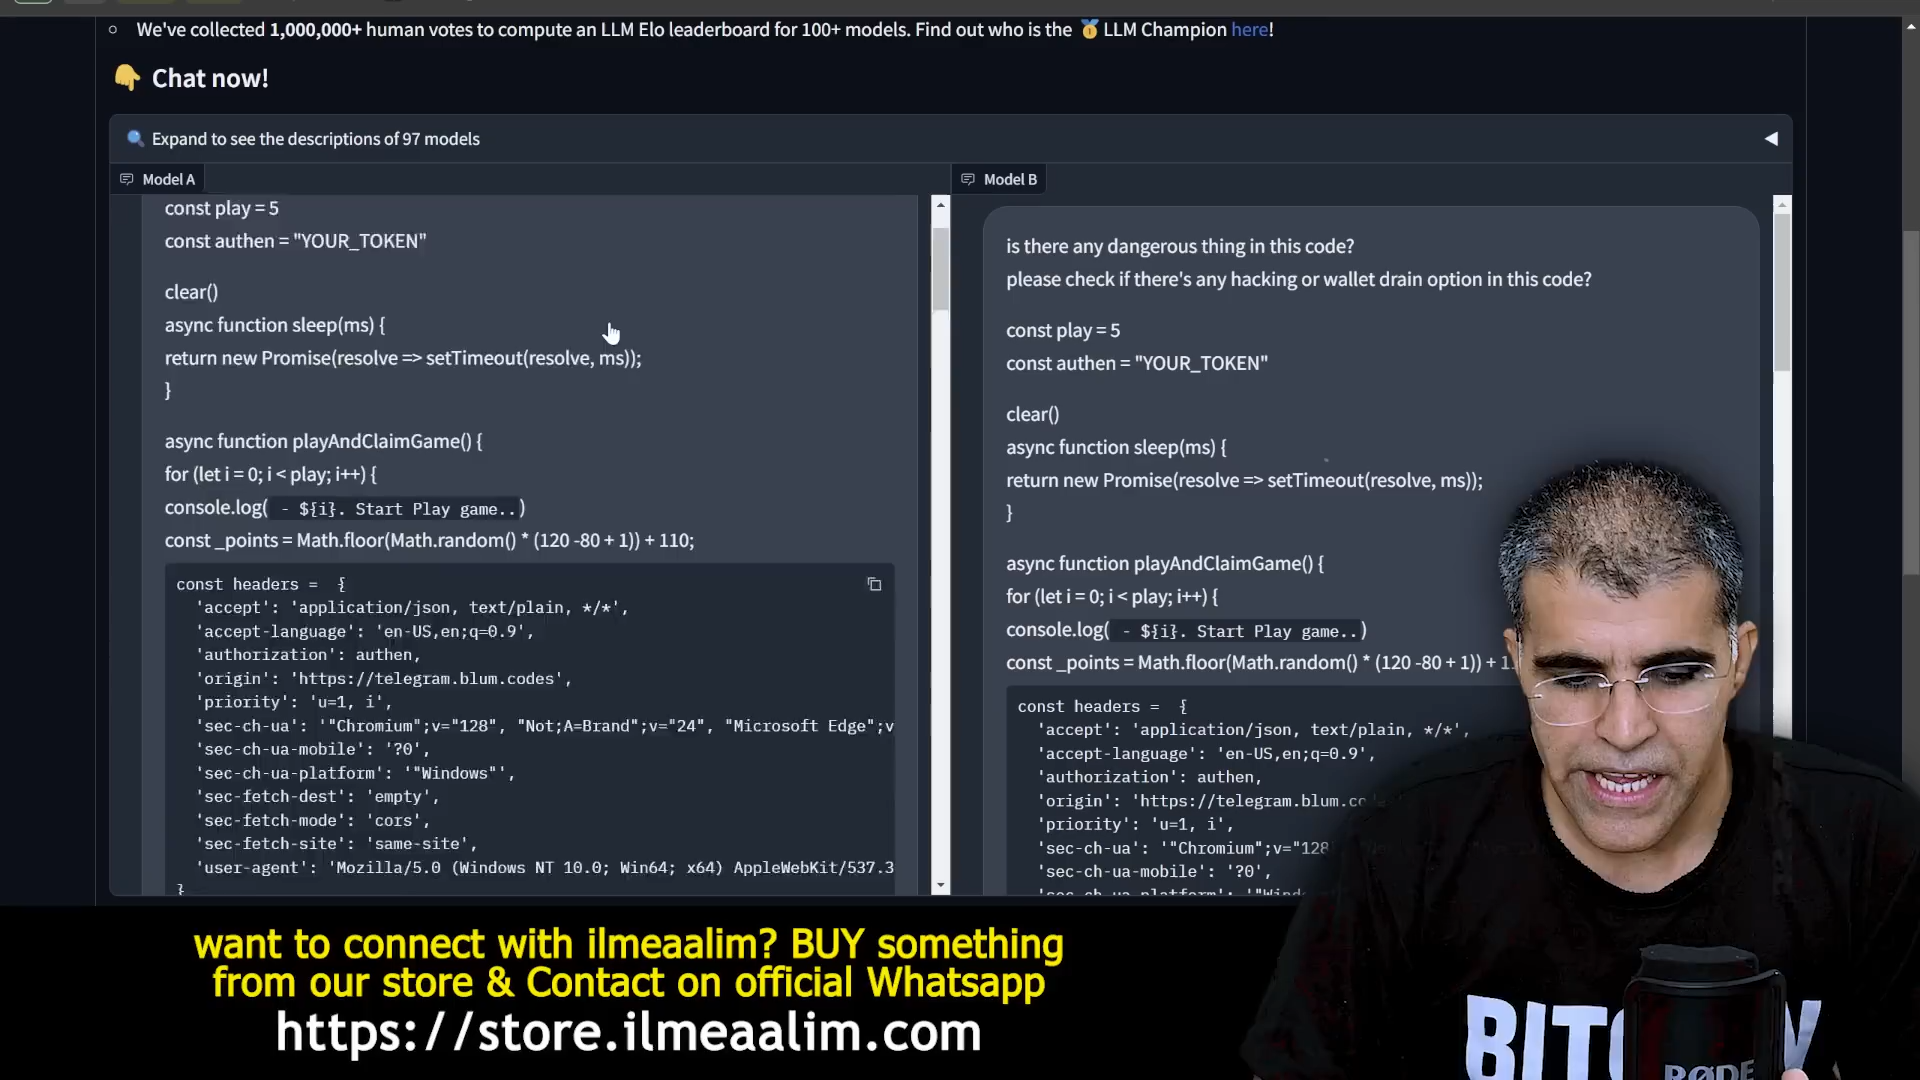 We've collected 1,000,000+ human votes to compute an LLM Elo leaderboard for 100+ models. Find out who is the 🥇 LLM Champion here!
👇 Chat now!
🔍 Expand to see the descriptions of 97 models
Model A
const play = 5
const authen = "YOUR_TOKEN"
clear()
async function sleep(ms) {
return new Promise(resolve => setTimeout(resolve, ms));
}
async function playAndClaimGame() {
for (let i = 0; i < play; i++) {
console.log( - ${i}. Start Play game..)
const _points = Math.floor(Math.random() * (120 -80 + 1)) + 110;
const headers =  {
'accept': 'application/json, text/plain, */*',
'accept-language': 'en-US,en;q=0.9',
'authorization': authen,
'origin': 'https://telegram.blum.codes',
'priority': 'u=1, i',
'sec-ch-ua': '"Chromium";v="128", "Not;A=Brand";v="24", "Microsoft Edge";v
'sec-ch-ua-mobile': '?0',
'sec-ch-ua-platform': '"Windows"',
'sec-fetch-dest': 'empty',
'sec-fetch-mode': 'cors',
'sec-fetch-site': 'same-site',
'user-agent': 'Mozilla/5.0 (Windows NT 10.0; Win64; x64) AppleWebKit/537.3
}
Model B
is there any dangerous thing in this code?
please check if there's any hacking or wallet drain option in this code?
const play = 5
const authen = "YOUR_TOKEN"
clear()
async function sleep(ms) {
return new Promise(resolve => setTimeout(resolve, ms));
}
async function playAndClaimGame() {
for (let i = 0; i < play; i++) {
console.log( - ${i}. Start Play game..)
const _points = Math.floor(Math.random() * (120 -80 + 1)) +
const headers =  {
'accept': 'application/json, text/plain, */*',
'accept-language': 'en-US,en;q=0.9',
'authorization': authen,
'origin': 'https://telegram.blum.co
'priority': 'u=1, i',
'sec-ch-ua': '"Chromium";v="128
'sec-ch-ua-mobile': '?0',
want to connect with ilmeaalim? BUY something
from our store & Contact on official Whatsapp
https://store.ilmeaalim.com
RØDE